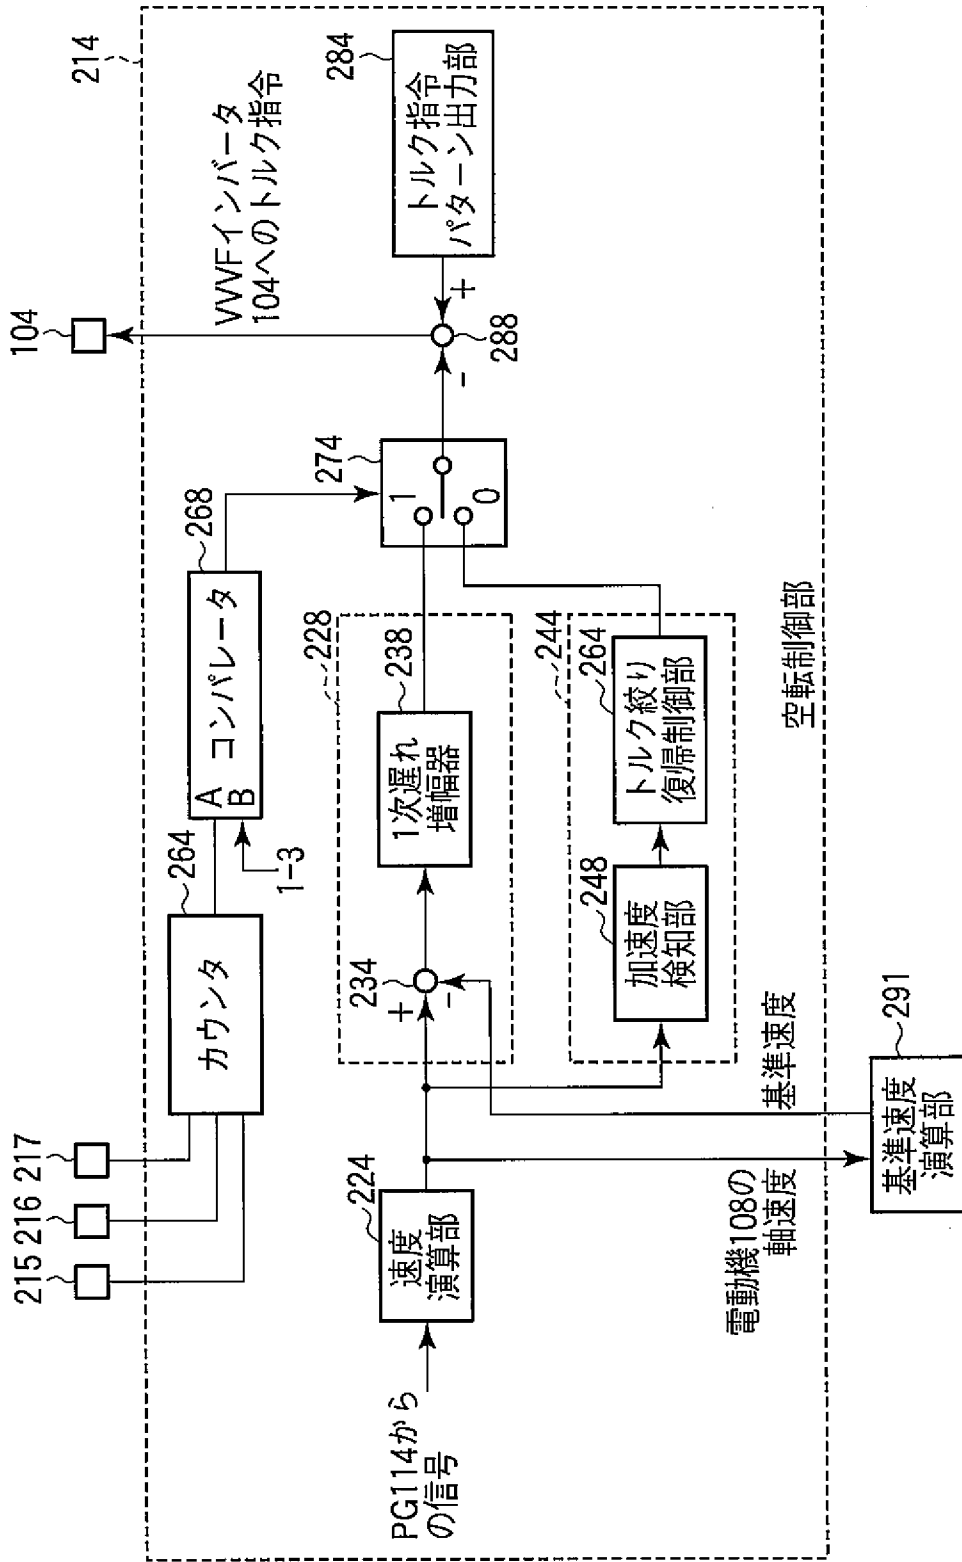 214
空転制御部
215
216
217
264
カウンタ
268
A
B
コンパレータ
1-3
104
VVVFインバータ
104へのトルク指令
284
トルク指令
パターン出力部
274
1
0
288
+
-
228
234
+
-
238
1次遅れ
増幅器
244
248
加速度
検知部
264
トルク絞り
復帰制御部
224
速度
演算部
PG114から
の信号
電動機108の
軸速度
基準速度
291
基準速度
演算部